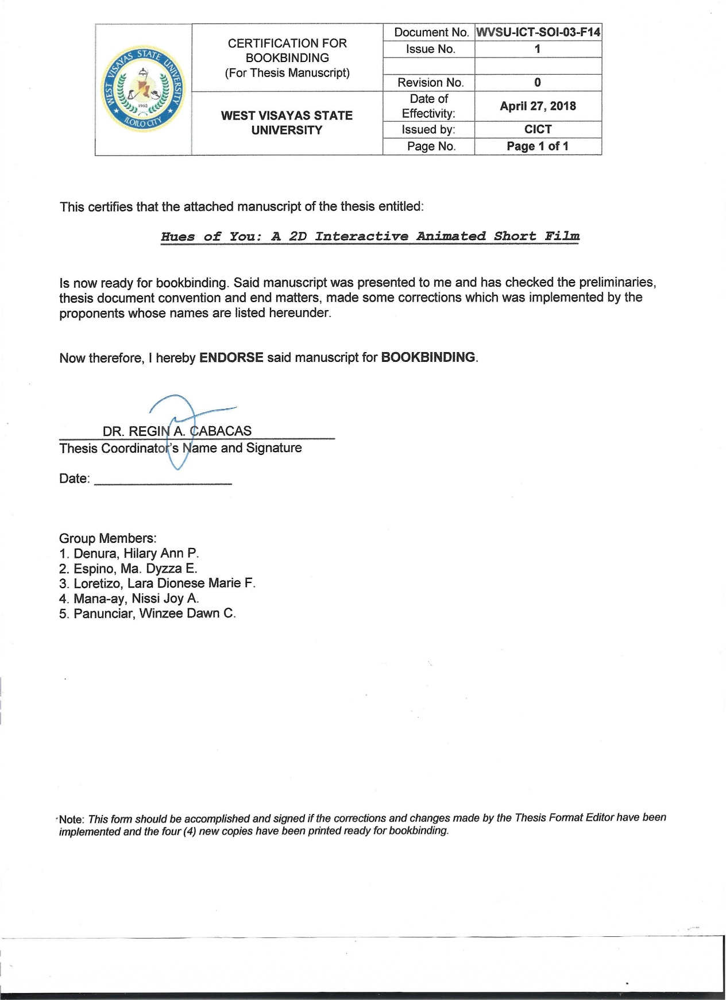 WEST VISAYAS STATE UNIVERSITY
1902
ILOILO CITY
CERTIFICATION FOR
BOOKBINDING
(For Thesis Manuscript)
WEST VISAYAS STATE
UNIVERSITY
Document No. WVSU-ICT-SOI-03-F14
Issue No. 1
Revision No. 0
Date of
Effectivity: April 27, 2018
Issued by: CICT
Page No. Page 1 of 1
This certifies that the attached manuscript of the thesis entitled:
Hues of You: A 2D Interactive Animated Short Film
Is now ready for bookbinding. Said manuscript was presented to me and has checked the preliminaries,
thesis document convention and end matters, made some corrections which was implemented by the
proponents whose names are listed hereunder.
Now therefore, I hereby ENDORSE said manuscript for BOOKBINDING.
DR. REGIN A. CABACAS
Thesis Coordinator's Name and Signature
Date:
Group Members:
1. Denura, Hilary Ann P.
2. Espino, Ma. Dyzza E.
3. Loretizo, Lara Dionese Marie F.
4. Mana-ay, Nissi Joy A.
5. Panunciar, Winzee Dawn C.
Note: This form should be accomplished and signed if the corrections and changes made by the Thesis Format Editor have been
implemented and the four (4) new copies have been printed ready for bookbinding.